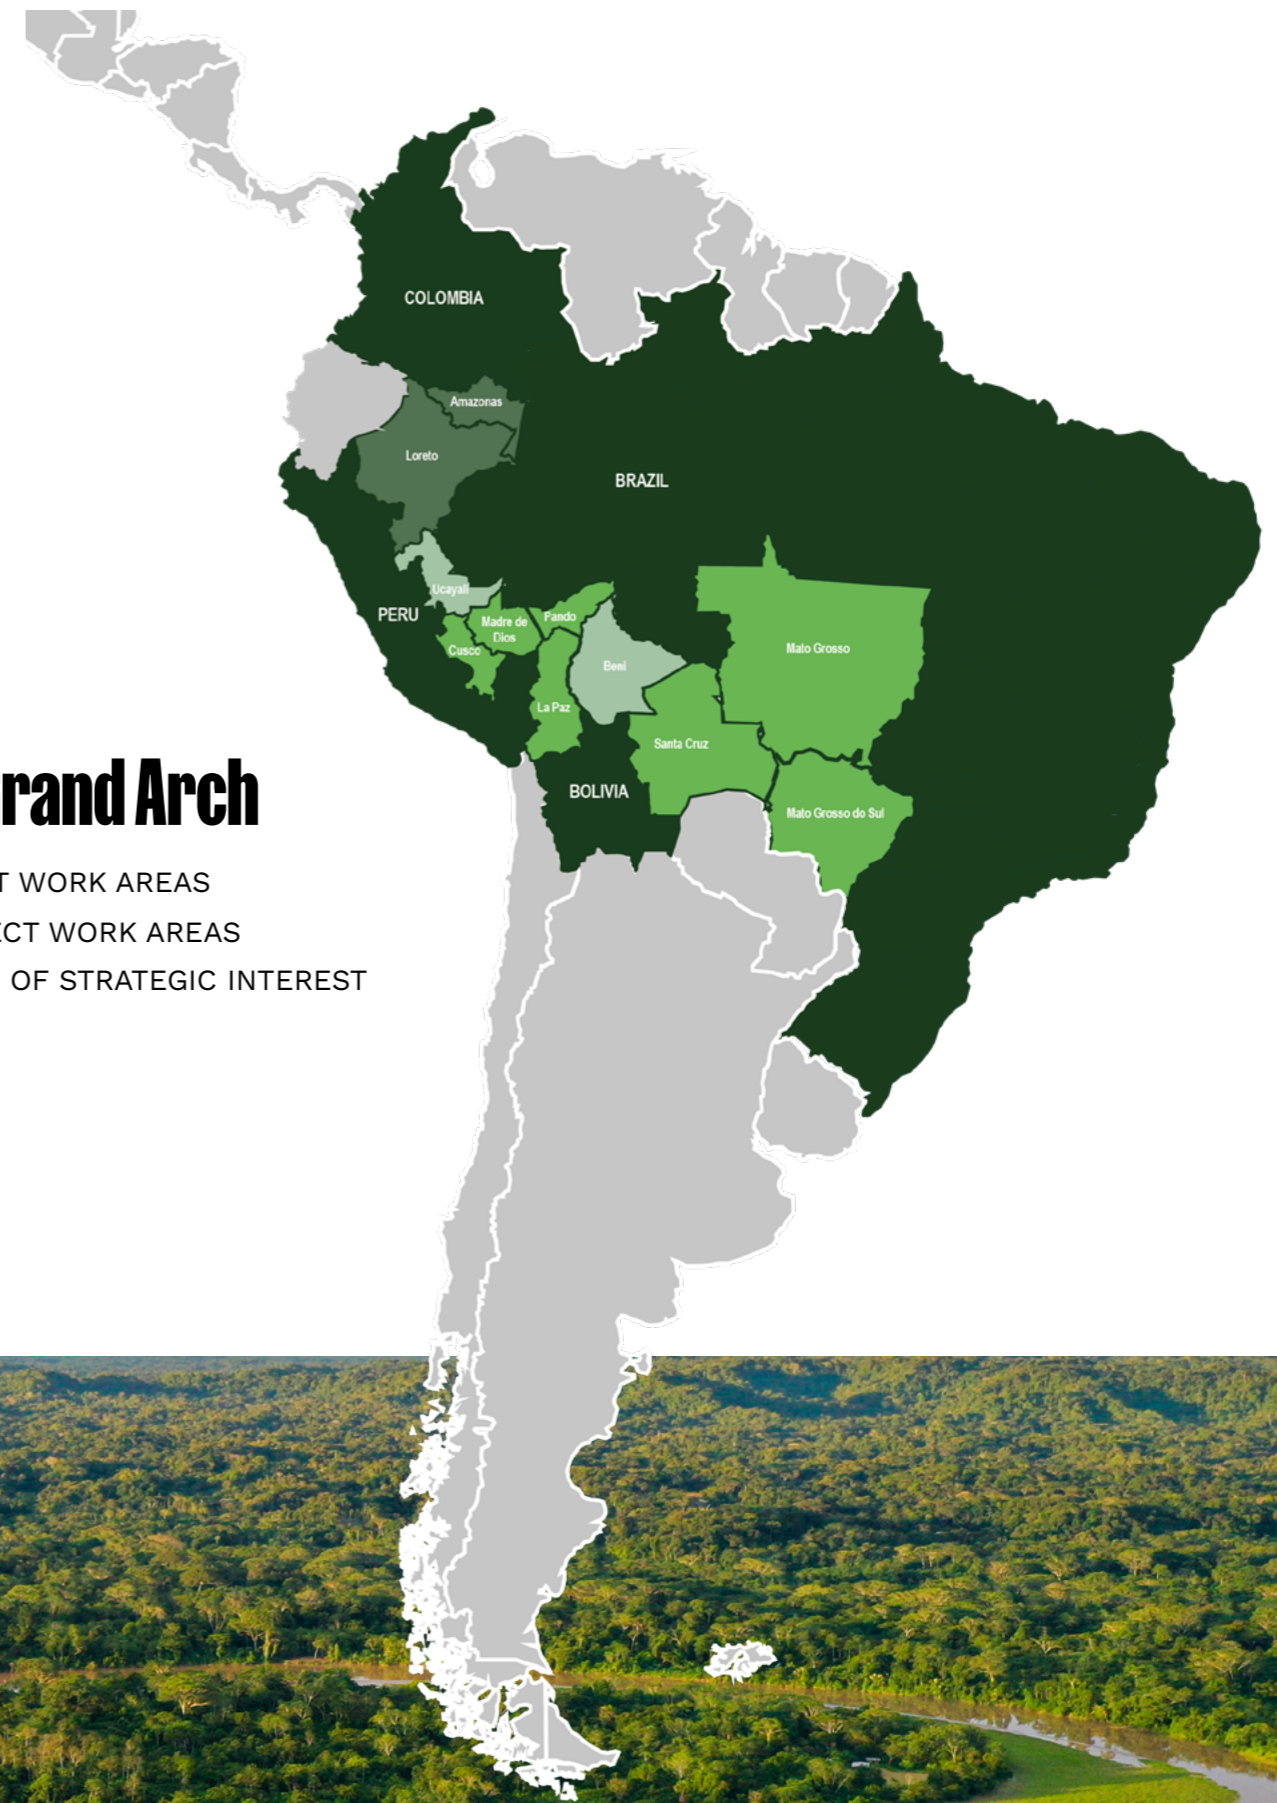 COLOMBIA
Amazonas
Loreto
BRAZIL
Ucayali
PERU
Madre de
Dios
Pando
Cusco
Beni
Mato Grosso
La Paz
Santa Cruz
BOLIVIA
Mato Grosso do Sul
rand Arch
T WORK AREAS
ECT WORK AREAS
OF STRATEGIC INTEREST